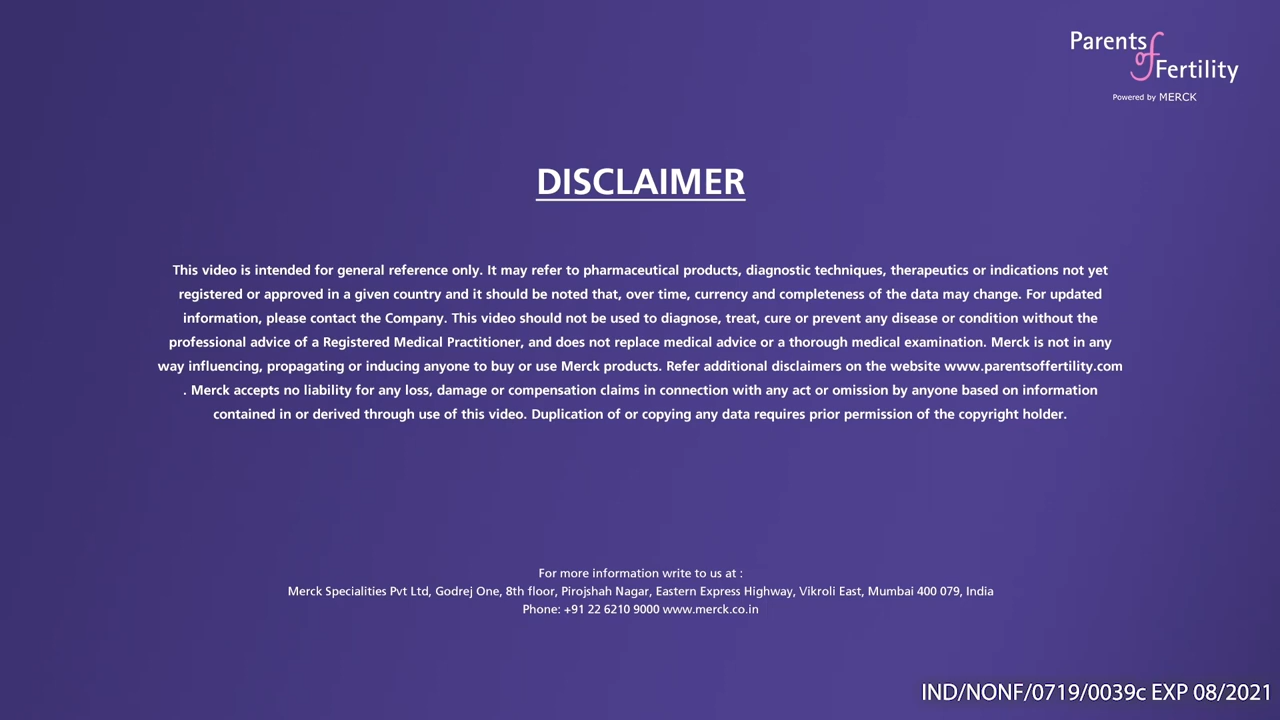 Parents
of
Fertility
Powered by MERCK
DISCLAIMER
This video is intended for general reference only. It may refer to pharmaceutical products, diagnostic techniques, therapeutics or indications not yet
registered or approved in a given country and it should be noted that, over time, currency and completeness of the data may change. For updated
information, please contact the Company. This video should not be used to diagnose, treat, cure or prevent any disease or condition without the
professional advice of a Registered Medical Practitioner, and does not replace medical advice or a thorough medical examination. Merck is not in any
way influencing, propagating or inducing anyone to buy or use Merck products. Refer additional disclaimers on the website www.parentsoffertility.com
. Merck accepts no liability for any loss, damage or compensation claims in connection with any act or omission by anyone based on information
contained in or derived through use of this video. Duplication of or copying any data requires prior permission of the copyright holder.
For more information write to us at :
Merck Specialities Pvt Ltd, Godrej One, 8th floor, Pirojshah Nagar, Eastern Express Highway, Vikroli East, Mumbai 400 079, India
Phone: +91 22 6210 9000 www.merck.co.in
IND/NONF/0719/0039c EXP 08/2021